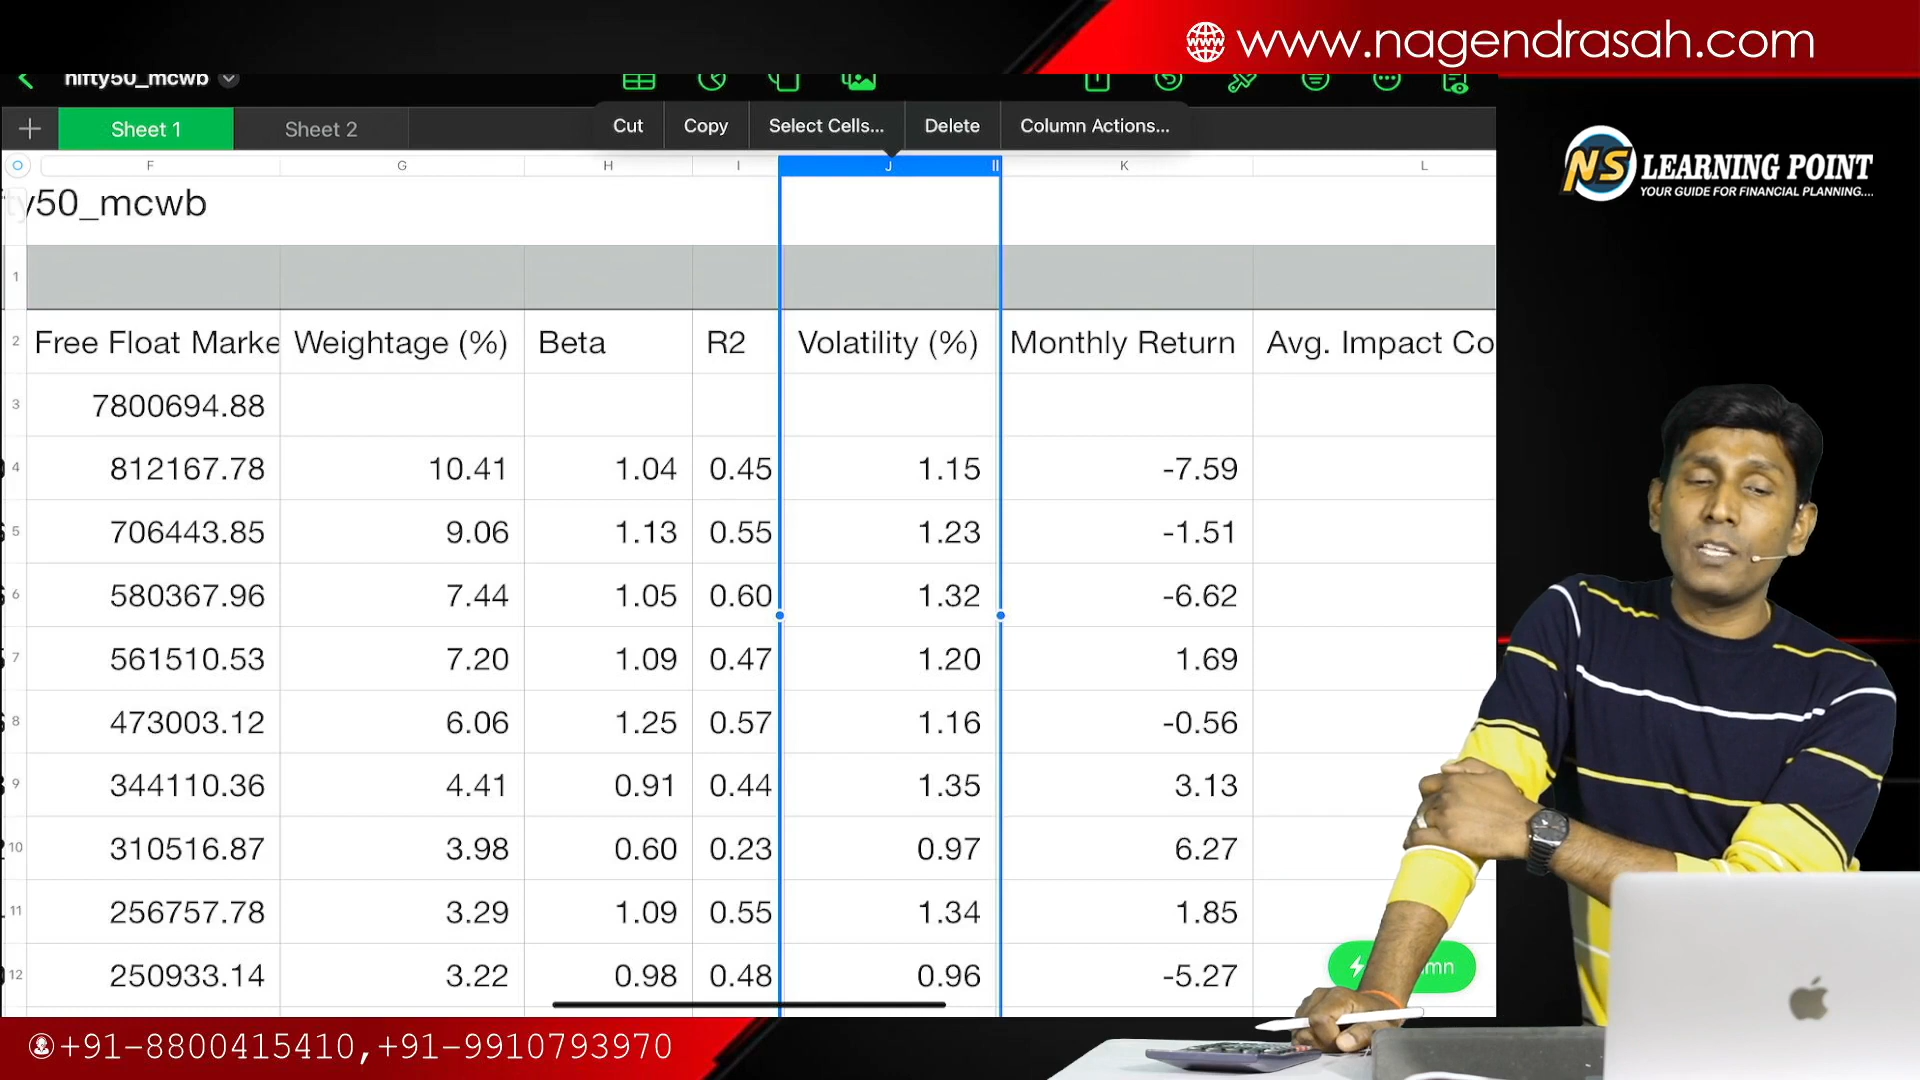 www.nagendrasah.com
nifty50_mcwb
Sheet 1
Sheet 2
Cut
Copy
Select Cells...
Delete
Column Actions...
NS LEARNING POINT
YOUR GUIDE FOR FINANCIAL PLANNING....
F G H I J K L
ty50_mcwb
1
2 Free Float Marke Weightage (%) Beta R2 Volatility (%) Monthly Return Avg. Impact Co
3 7800694.88
4 812167.78 10.41 1.04 0.45 1.15 -7.59
5 706443.85 9.06 1.13 0.55 1.23 -1.51
6 580367.96 7.44 1.05 0.60 1.32 -6.62
7 561510.53 7.20 1.09 0.47 1.20 1.69
8 473003.12 6.06 1.25 0.57 1.16 -0.56
9 344110.36 4.41 0.91 0.44 1.35 3.13
10 310516.87 3.98 0.60 0.23 0.97 6.27
11 256757.78 3.29 1.09 0.55 1.34 1.85
12 250933.14 3.22 0.98 0.48 0.96 -5.27
+91-8800415410,+91-9910793970